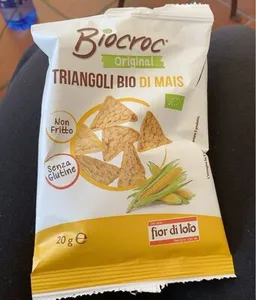 Biocroc
Original
TRIANGOLI BIO DI MAIS
Non
Fritto
Senza
Glutine
fior di loto
20 g e